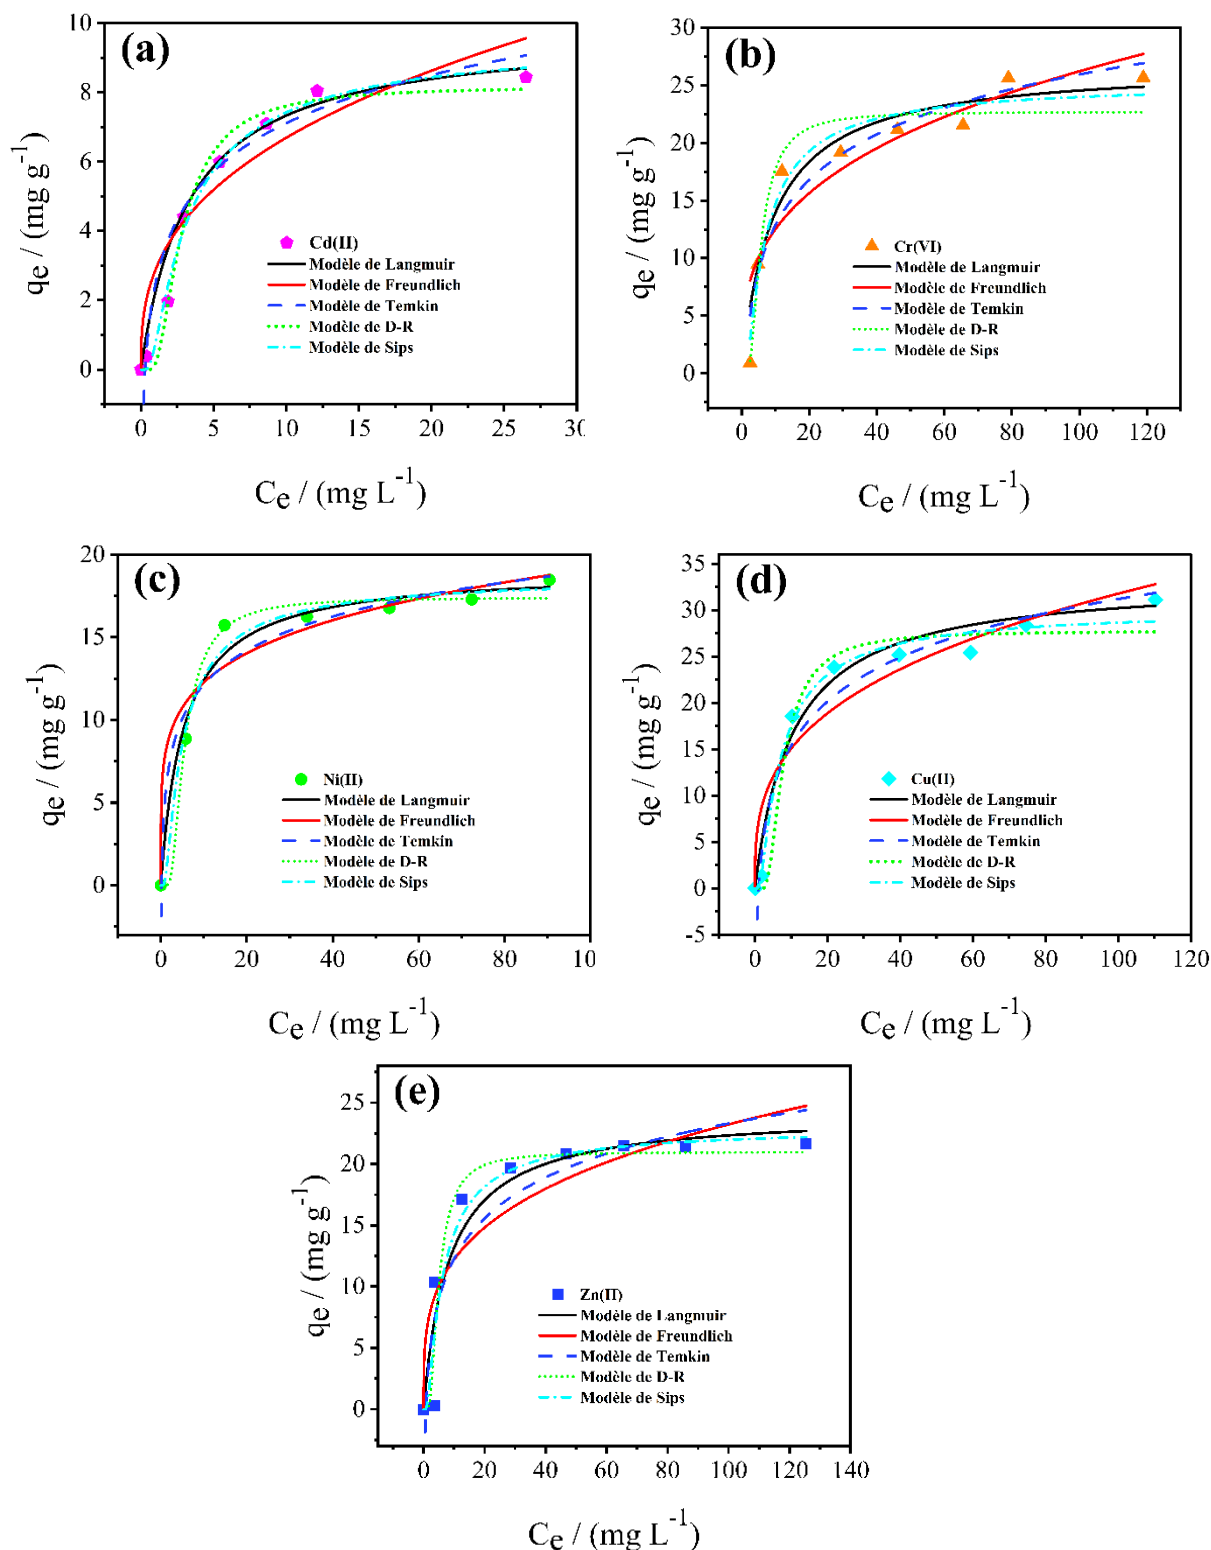 (a)
10
8
6
4
2
0
qe / (mg g-1)
Cd(II)
Modèle de Langmuir
Modèle de Freundlich
Modèle de Temkin
Modèle de D-R
Modèle de Sips
0 5 10 15 20 25 30
Ce / (mg L-1)
(b)
30
25
20
15
10
5
0
qe / (mg g-1)
Cr(VI)
Modèle de Langmuir
Modèle de Freundlich
Modèle de Temkin
Modèle de D-R
Modèle de Sips
0 20 40 60 80 100 120
Ce / (mg L-1)
(c)
20
15
10
5
0
qe / (mg g-1)
Ni(II)
Modèle de Langmuir
Modèle de Freundlich
Modèle de Temkin
Modèle de D-R
Modèle de Sips
0 20 40 60 80 10
Ce / (mg L-1)
(d)
35
30
25
20
15
10
5
0
-5
qe / (mg g-1)
Cu(II)
Modèle de Langmuir
Modèle de Freundlich
Modèle de Temkin
Modèle de D-R
Modèle de Sips
0 20 40 60 80 100 120
Ce / (mg L-1)
(e)
25
20
15
10
5
0
qe / (mg g-1)
Zn(II)
Modèle de Langmuir
Modèle de Freundlich
Modèle de Temkin
Modèle de D-R
Modèle de Sips
0 20 40 60 80 100 120 140
Ce / (mg L-1)